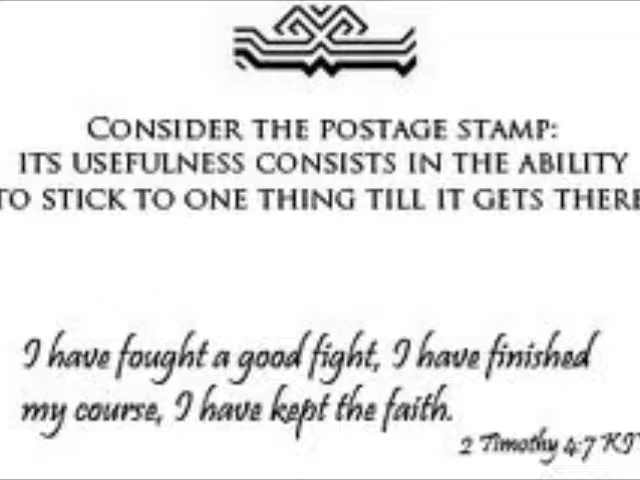 CONSIDER THE POSTAGE STAMP:
ITS USEFULNESS CONSISTS IN THE ABILITY
TO STICK TO ONE THING TILL IT GETS THERE
I have fought a good fight, I have finished
my course, I have kept the faith.
2 Timothy 4:7 KJV